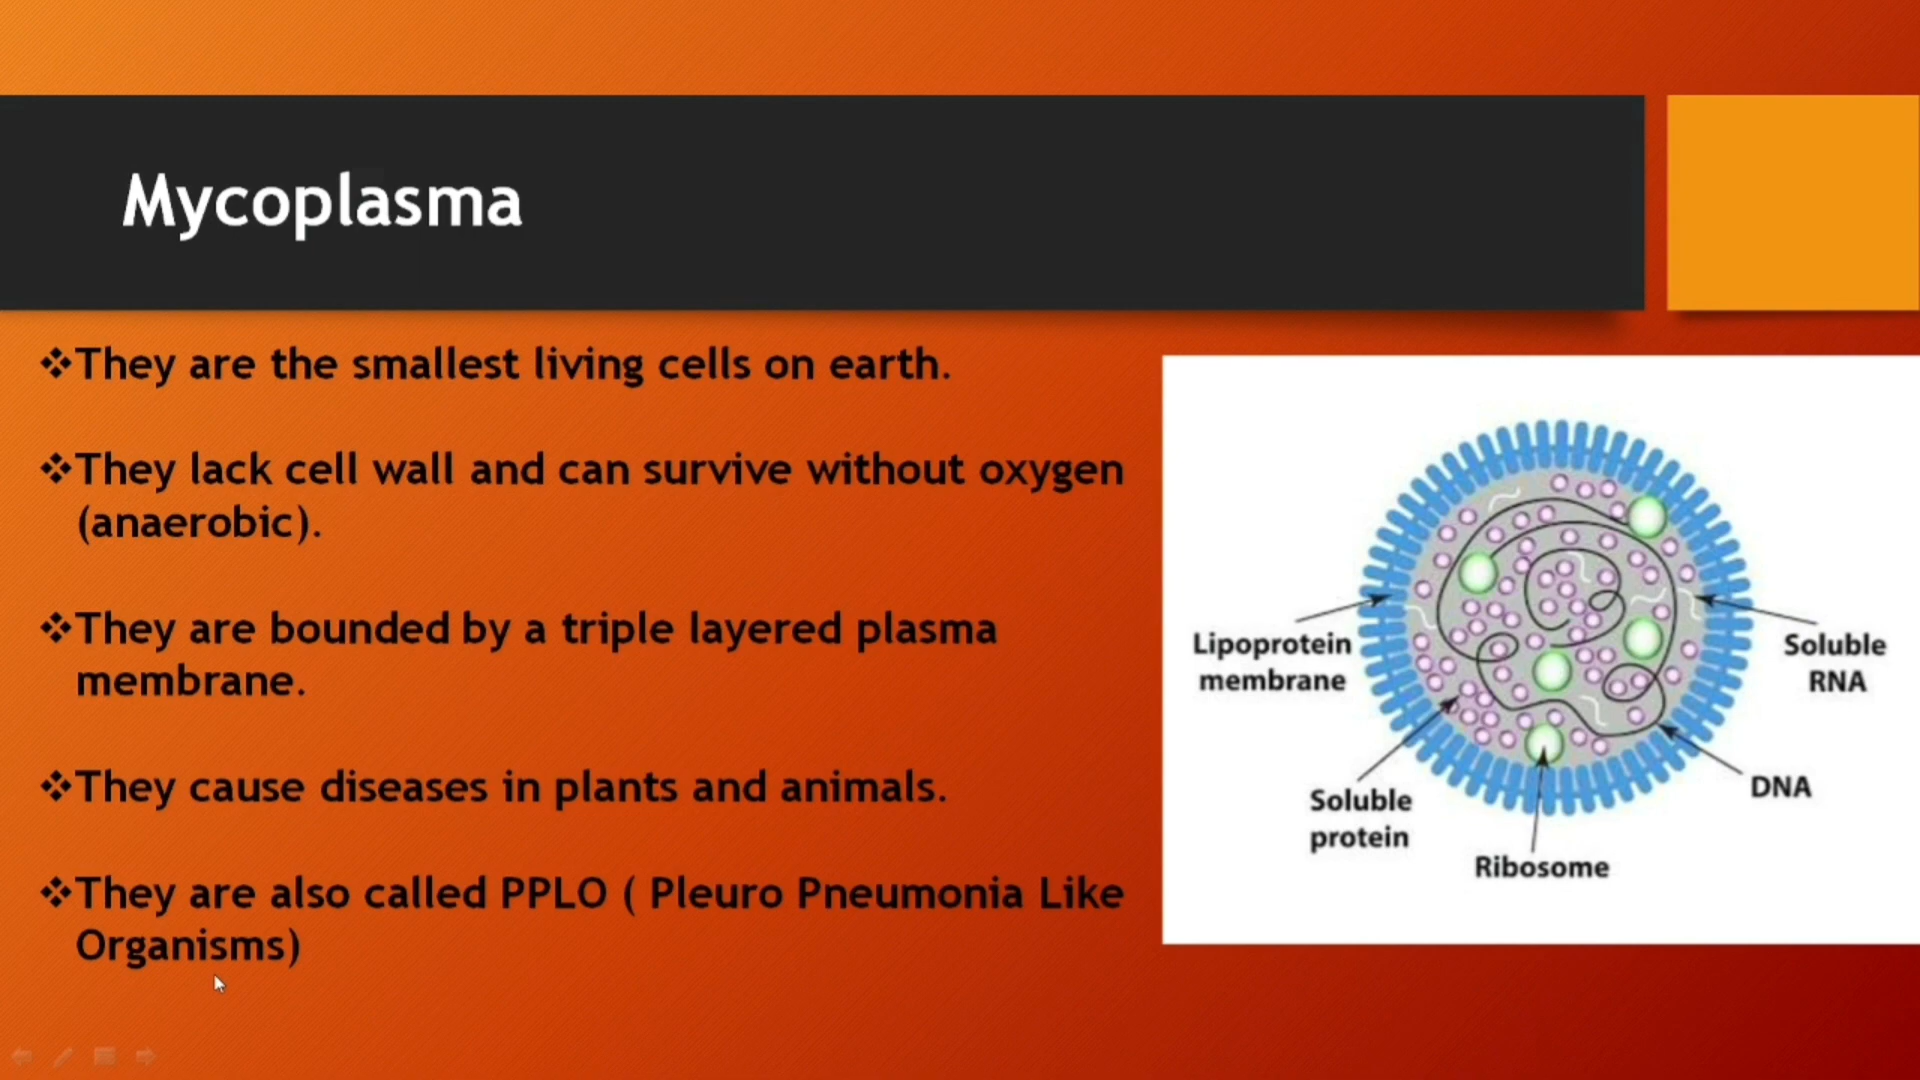 Mycoplasma
❖They are the smallest living cells on earth.
❖They lack cell wall and can survive without oxygen
(anaerobic).
❖They are bounded by a triple layered plasma
membrane.
❖They cause diseases in plants and animals.
❖They are also called PPLO ( Pleuro Pneumonia Like
Organisms)
Lipoprotein
membrane
Soluble
RNA
Soluble
protein
DNA
Ribosome